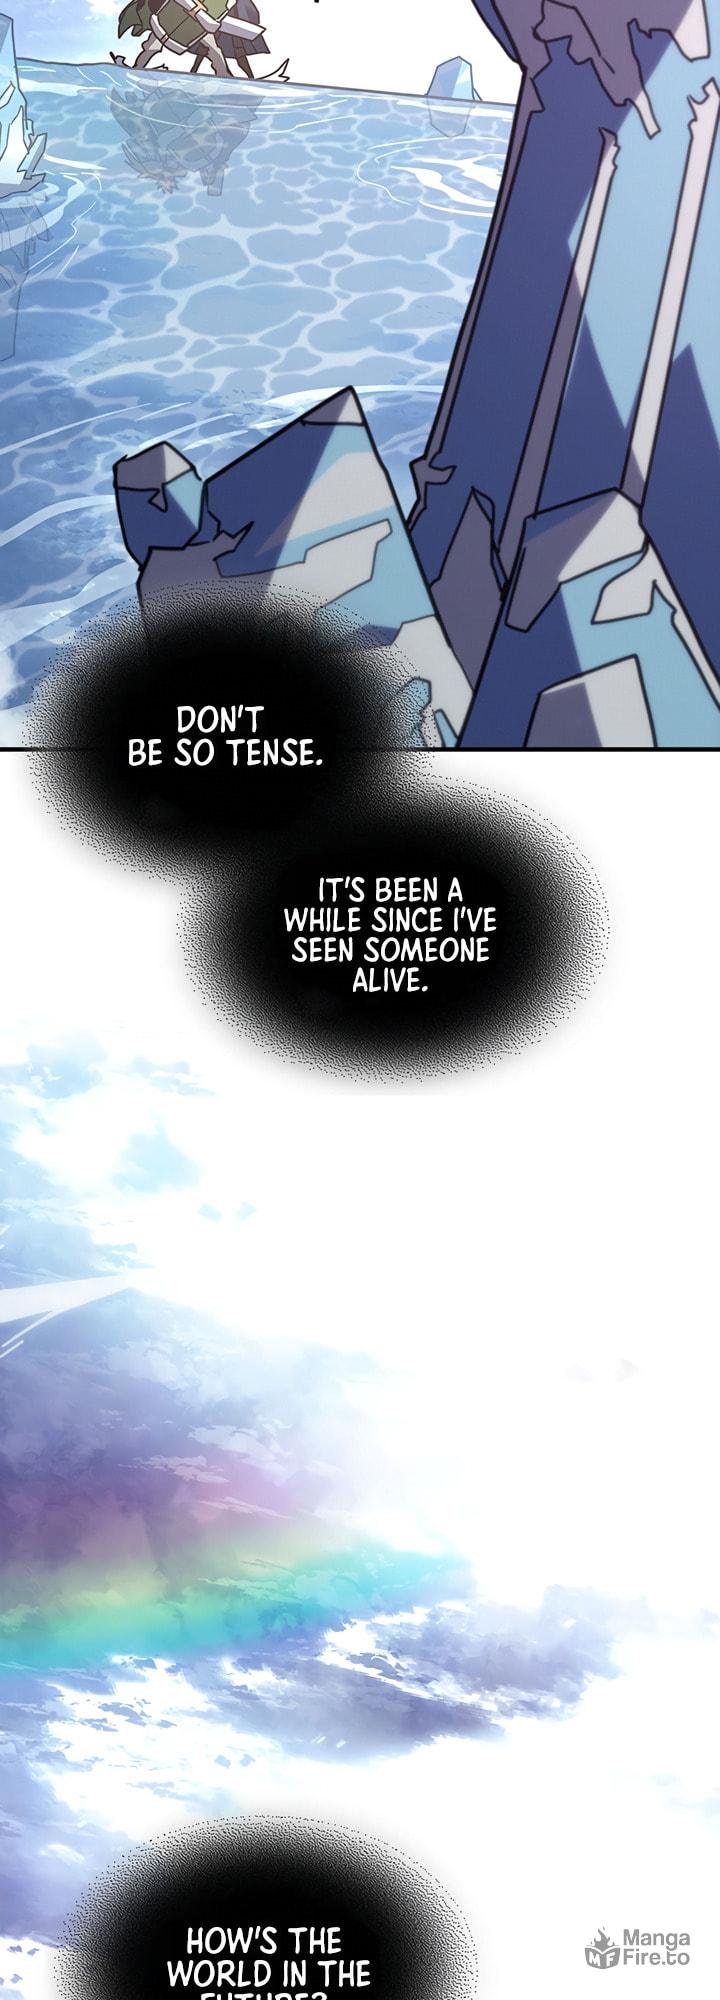 DON'T
BE SO TENSE.
IT'S BEEN A
WHILE SINCE I'VE
SEEN SOMEONE
ALIVE.
HOW'S THE
WORLD IN THE
FUTURE?
Manga
Fire.to